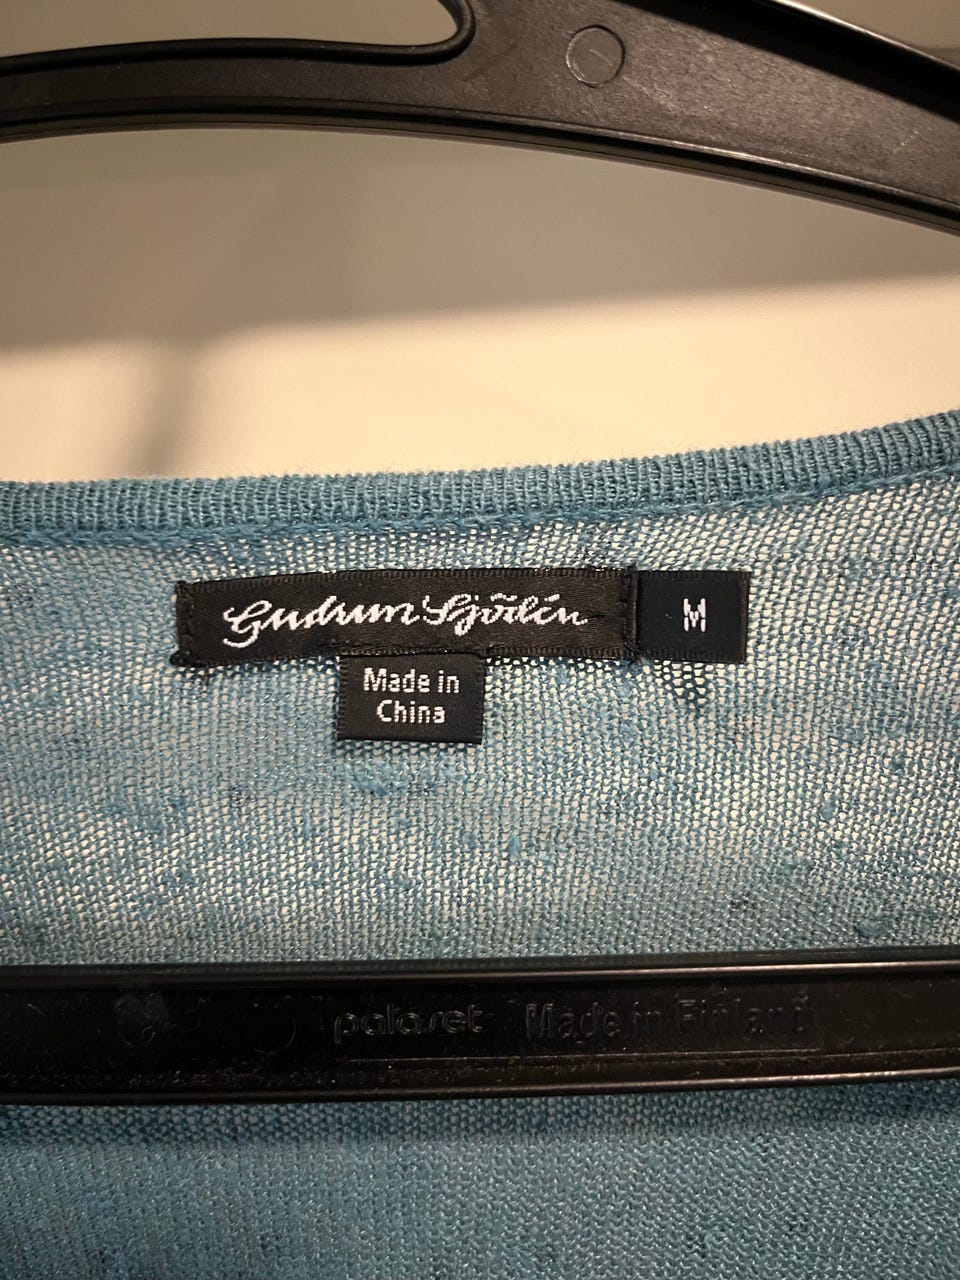 Gudrun Sjödén
M
Made in
China
palaset Made in Finland